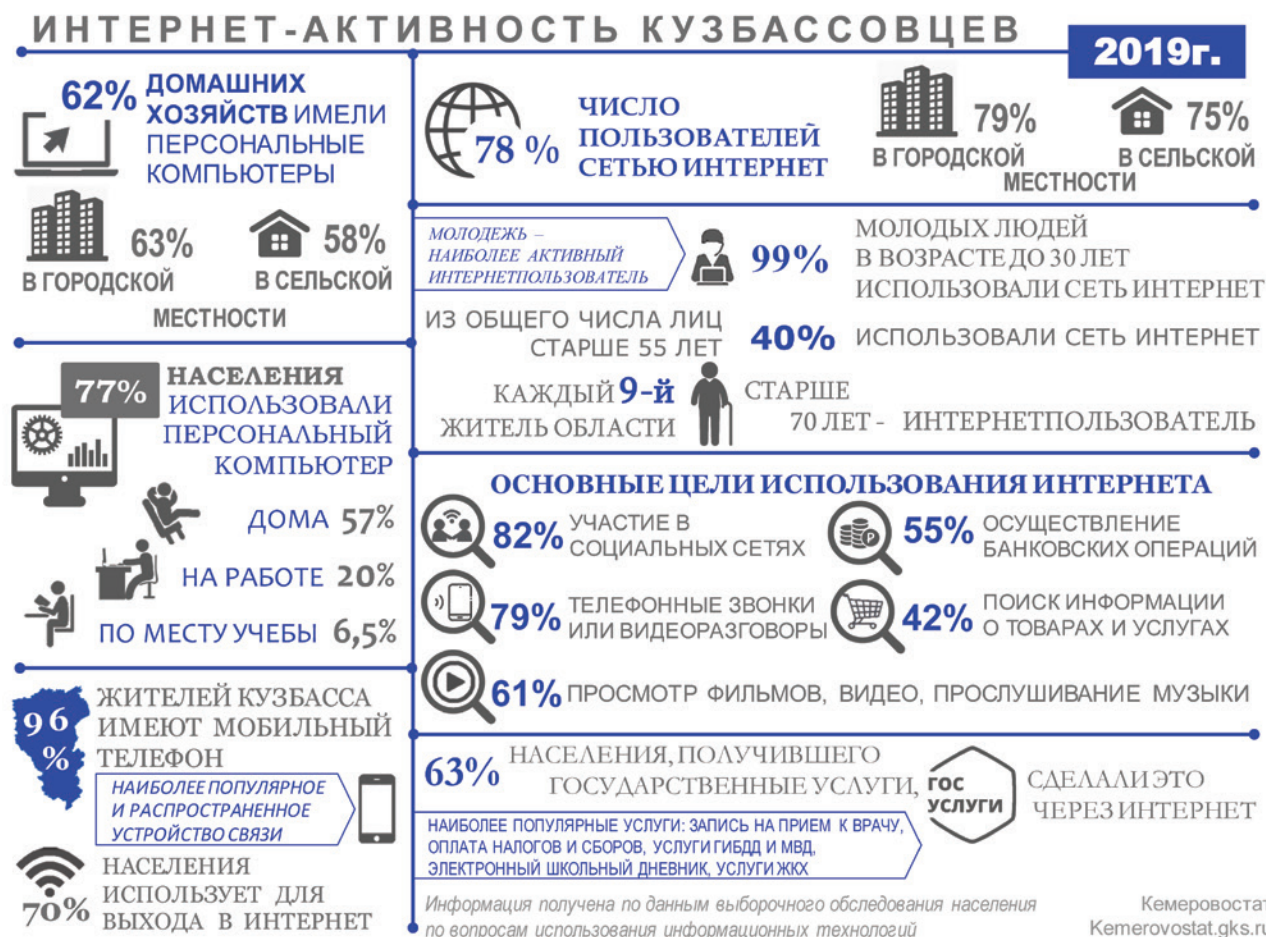 ИНТЕРНЕТ-АКТИВНОСТЬ КУЗБАССОВЦЕВ
2019г.
62% ДОМАШНИХ
ХОЗЯЙСТВ ИМЕЛИ
ПЕРСОНАЛЬНЫЕ
КОМПЬЮТЕРЫ
63%
В ГОРОДСКОЙ
58%
В СЕЛЬСКОЙ
МЕСТНОСТИ
77%
НАСЕЛЕНИЯ
ИСПОЛЬЗОВАЛИ
ПЕРСОНАЛЬНЫЙ
КОМПЬЮТЕР
ДОМА 57%
НА РАБОТЕ 20%
ПО МЕСТУ УЧЕБЫ 6,5%
96
%
ЖИТЕЛЕЙ КУЗБАССА
ИМЕЮТ МОБИЛЬНЫЙ
ТЕЛЕФОН
НАИБОЛЕЕ ПОПУЛЯРНОЕ
И РАСПРОСТРАНЕННОЕ
УСТРОЙСТВО СВЯЗИ
70%
НАСЕЛЕНИЯ
ИСПОЛЬЗУЕТ ДЛЯ
ВЫХОДА В ИНТЕРНЕТ
78 %
ЧИСЛО
ПОЛЬЗОВАТЕЛЕЙ
СЕТЬЮ ИНТЕРНЕТ
79%
В ГОРОДСКОЙ
75%
В СЕЛЬСКОЙ
МЕСТНОСТИ
МОЛОДЕЖЬ –
НАИБОЛЕЕ АКТИВНЫЙ
ИНТЕРНЕТПОЛЬЗОВАТЕЛЬ
99%
МОЛОДЫХ ЛЮДЕЙ
В ВОЗРАСТЕ ДО 30 ЛЕТ
ИСПОЛЬЗОВАЛИ СЕТЬ ИНТЕРНЕТ
ИЗ ОБЩЕГО ЧИСЛА ЛИЦ
СТАРШЕ 55 ЛЕТ
40% ИСПОЛЬЗОВАЛИ СЕТЬ ИНТЕРНЕТ
КАЖДЫЙ 9-й
ЖИТЕЛЬ ОБЛАСТИ
СТАРШЕ
70 ЛЕТ - ИНТЕРНЕТПОЛЬЗОВАТЕЛЬ
ОСНОВНЫЕ ЦЕЛИ ИСПОЛЬЗОВАНИЯ ИНТЕРНЕТА
82% УЧАСТИЕ В
СОЦИАЛЬНЫХ СЕТЯХ
55% ОСУЩЕСТВЛЕНИЕ
БАНКОВСКИХ ОПЕРАЦИЙ
79% ТЕЛЕФОННЫЕ ЗВОНКИ
ИЛИ ВИДЕОРАЗГОВОРЫ
42% ПОИСК ИНФОРМАЦИИ
О ТОВАРАХ И УСЛУГАХ
61% ПРОСМОТР ФИЛЬМОВ, ВИДЕО, ПРОСЛУШИВАНИЕ МУЗЫКИ
63% НАСЕЛЕНИЯ, ПОЛУЧИВШЕГО
ГОСУДАРСТВЕННЫЕ УСЛУГИ,
ГОС
УСЛУГИ
СДЕЛАЛИ ЭТО
ЧЕРЕЗ ИНТЕРНЕТ
НАИБОЛЕЕ ПОПУЛЯРНЫЕ УСЛУГИ: ЗАПИСЬ НА ПРИЕМ К ВРАЧУ,
ОПЛАТА НАЛОГОВ И СБОРОВ, УСЛУГИ ГИБДД И МВД,
ЭЛЕКТРОННЫЙ ШКОЛЬНЫЙ ДНЕВНИК, УСЛУГИ ЖКХ
Информация получена по данным выборочного обследования населения
по вопросам использования информационных технологий
Кемеровостат
Kemerovostat.gks.ru